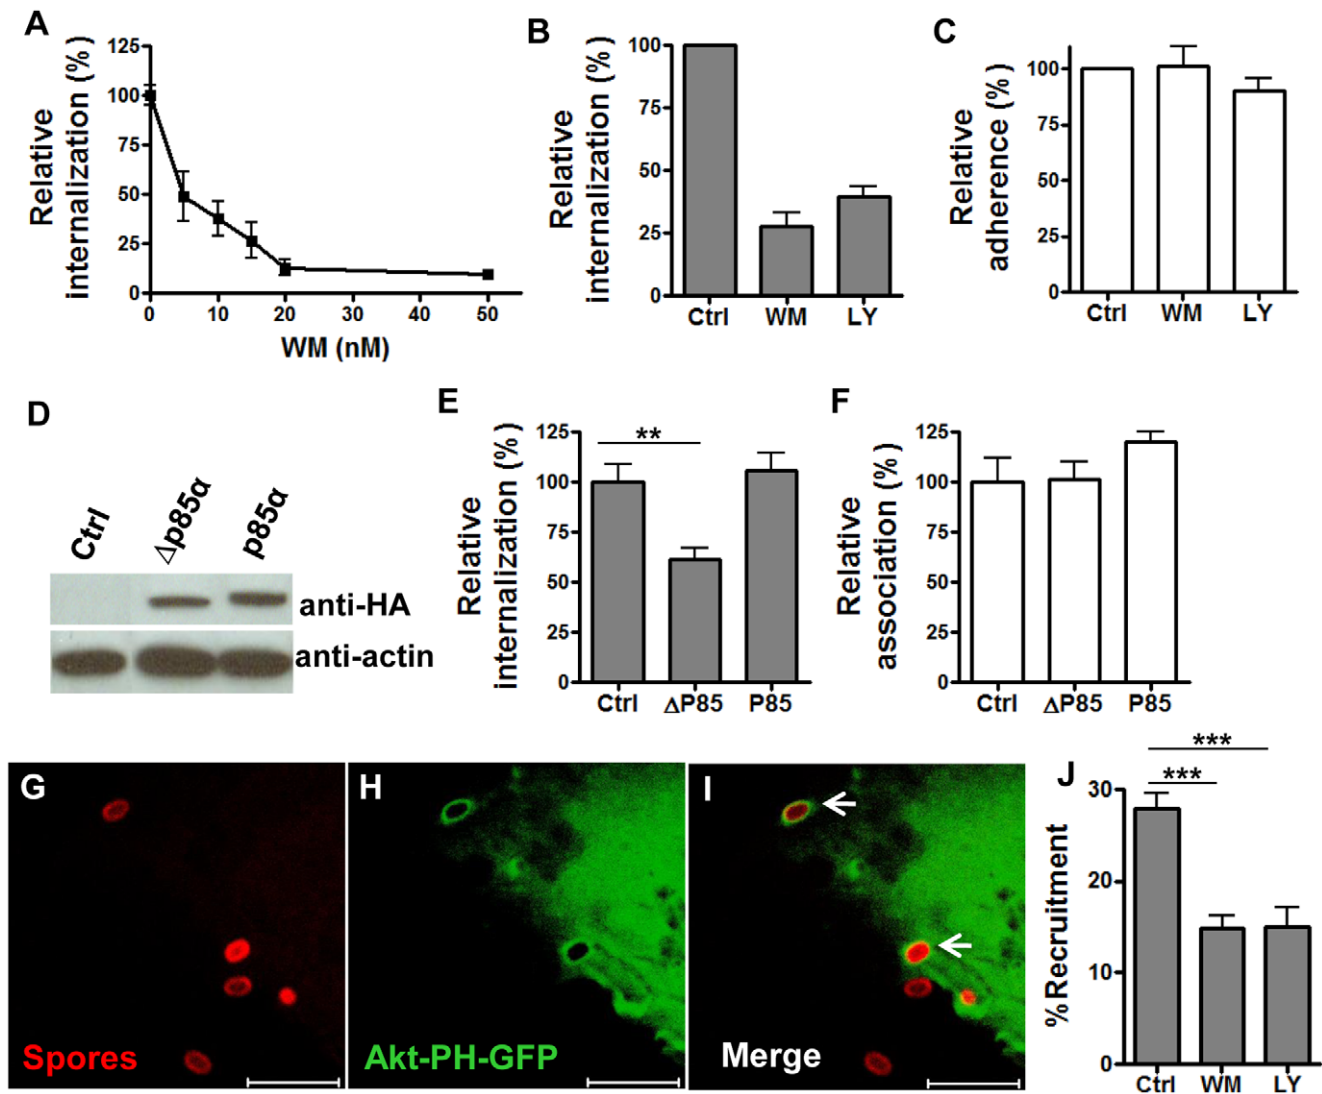 A
Relative
internalization (%)
125
100
75
50
25
0
0 10 20 30 40 50
WM (nM)
B
Relative
internalization (%)
100
75
50
25
0
Ctrl WM LY
C
Relative
adherence (%)
100
75
50
25
0
Ctrl WM LY
D
Ctrl Δp85α p85α
anti-HA
anti-actin
E
Relative
internalization (%)
125
100
75
50
25
0
**
Ctrl ΔP85 P85
F
Relative
association (%)
125
100
75
50
25
0
Ctrl ΔP85 P85
G
Spores
H
Akt-PH-GFP
I
Merge
J
%Recruitment
30
20
10
0
***
***
Ctrl WM LY